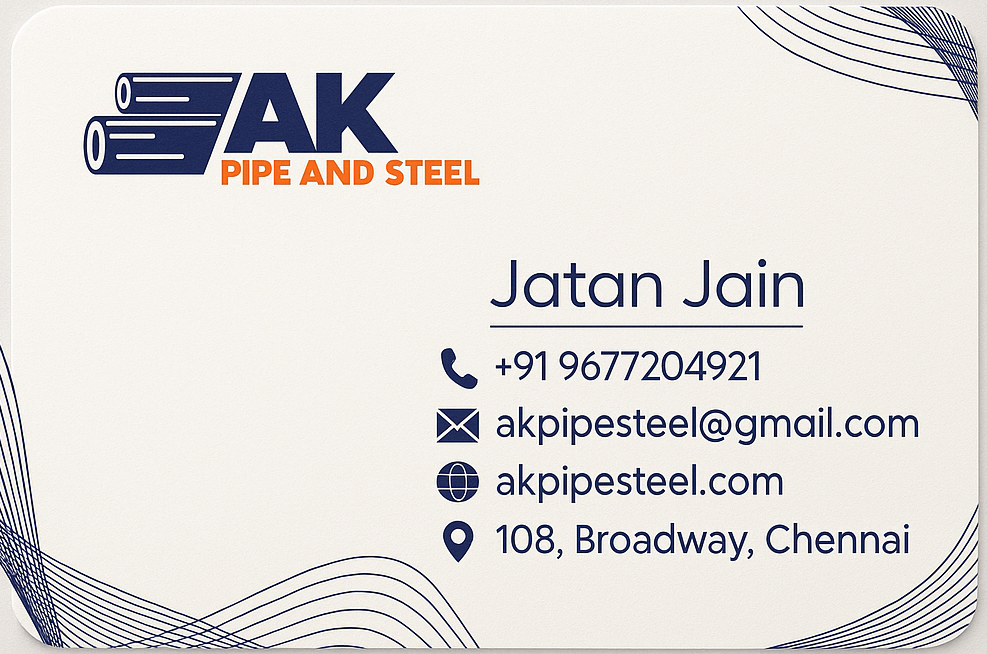 AK
PIPE AND STEEL
Jatan Jain
+91 9677204921
akpipesteel@gmail.com
akpipesteel.com
108, Broadway, Chennai